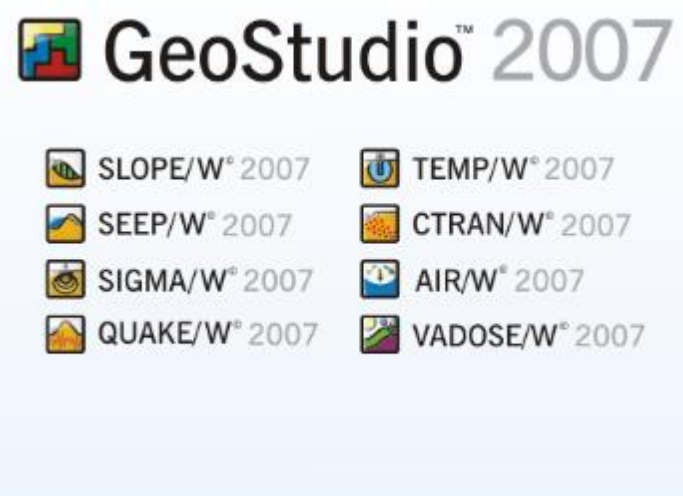 GeoStudio™ 2007
SLOPE/W© 2007
SEEP/W© 2007
SIGMA/W© 2007
QUAKE/W© 2007
TEMP/W© 2007
CTRAN/W© 2007
AIR/W© 2007
VADOSE/W© 2007